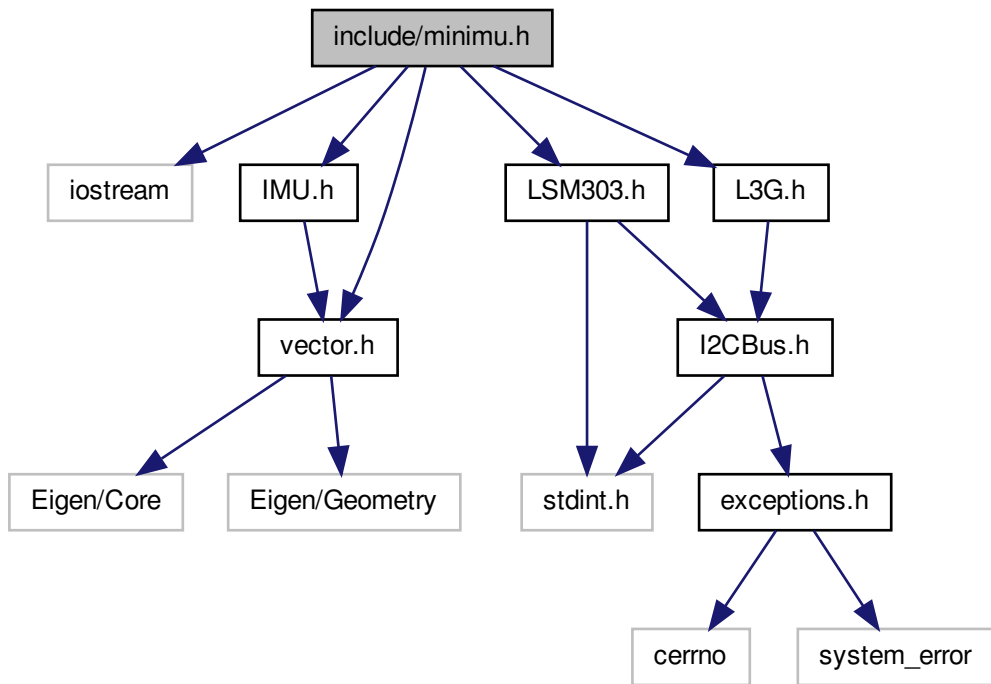 include/minimu.h
iostream
IMU.h
LSM303.h
L3G.h
vector.h
I2CBus.h
Eigen/Core
Eigen/Geometry
stdint.h
exceptions.h
cerrno
system_error